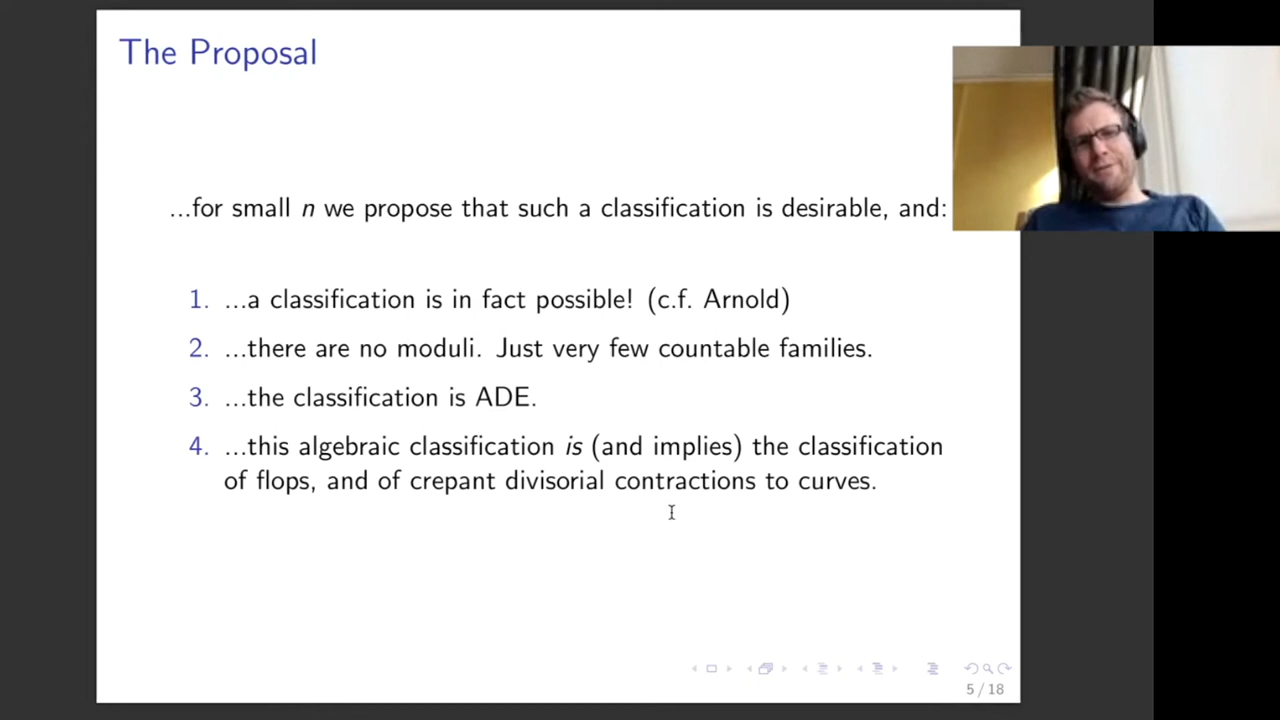 The Proposal
...for small n we propose that such a classification is desirable, and:
1. ...a classification is in fact possible! (c.f. Arnold)
2. ...there are no moduli. Just very few countable families.
3. ...the classification is ADE.
4. ...this algebraic classification is (and implies) the classification
of flops, and of crepant divisorial contractions to curves.
5 / 18